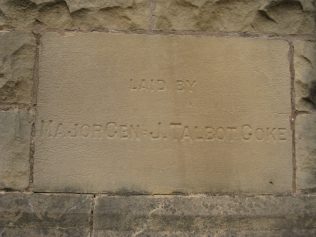 LAID BY
MAJOR GEN. J. TALBOT COKE